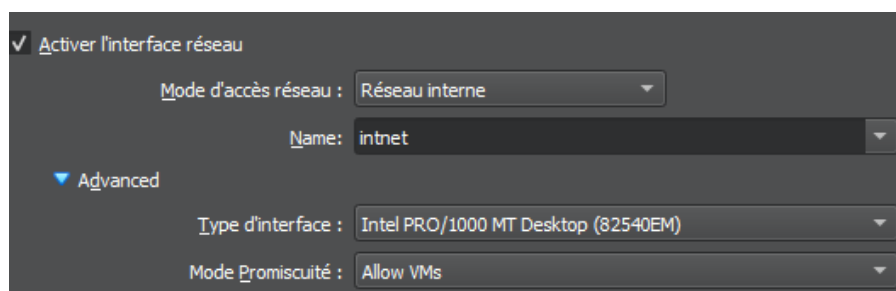 Activer l'interface réseau
Mode d'accès réseau : Réseau interne
Name: intnet
Advanced
Type d'interface : Intel PRO/1000 MT Desktop (82540EM)
Mode Promiscuité : Allow VMs